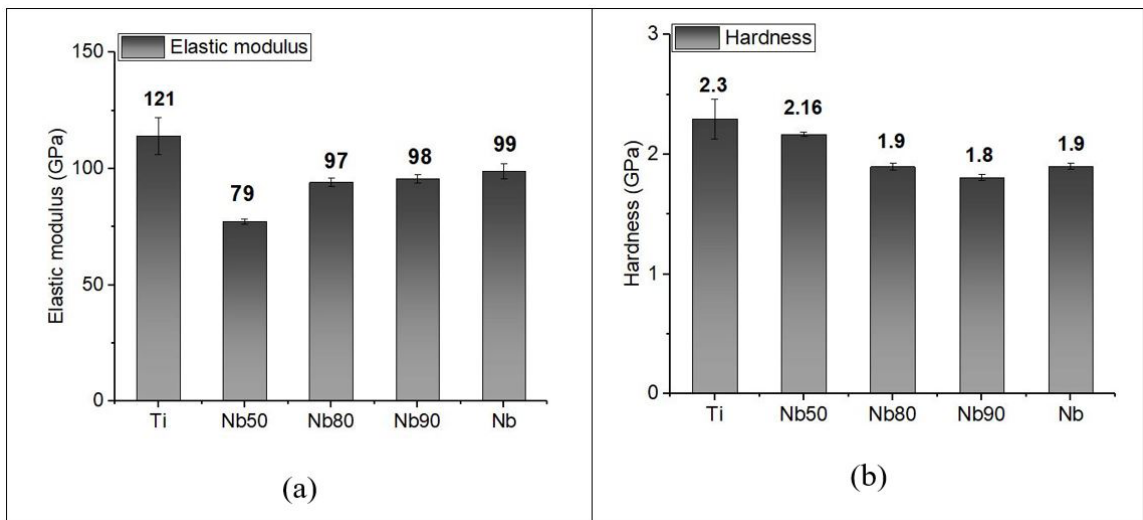 Elastic modulus
Elastic modulus (GPa)
150
100
50
0
121
79
97
98
99
Ti Nb50 Nb80 Nb90 Nb
(a)
Hardness
Hardness (GPa)
3
2
1
0
2.3
2.16
1.9
1.8
1.9
Ti Nb50 Nb80 Nb90 Nb
(b)